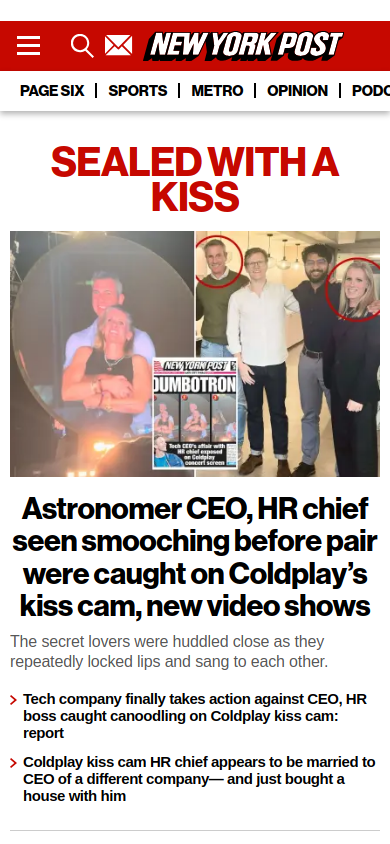 NEW YORK POST
PAGE SIX
SPORTS
METRO
OPINION
PODC
SEALED WITH A
KISS
NEW YORK POST
DUMBOTRON
Tech CEO's affair with
HR chief exposed
on Coldplay
concert screen
Astronomer CEO, HR chief
seen smooching before pair
were caught on Coldplay's
kiss cam, new video shows
The secret lovers were huddled close as they
repeatedly locked lips and sang to each other.
Tech company finally takes action against CEO, HR
boss caught canoodling on Coldplay kiss cam:
report
Coldplay kiss cam HR chief appears to be married to
CEO of a different company— and just bought a
house with him